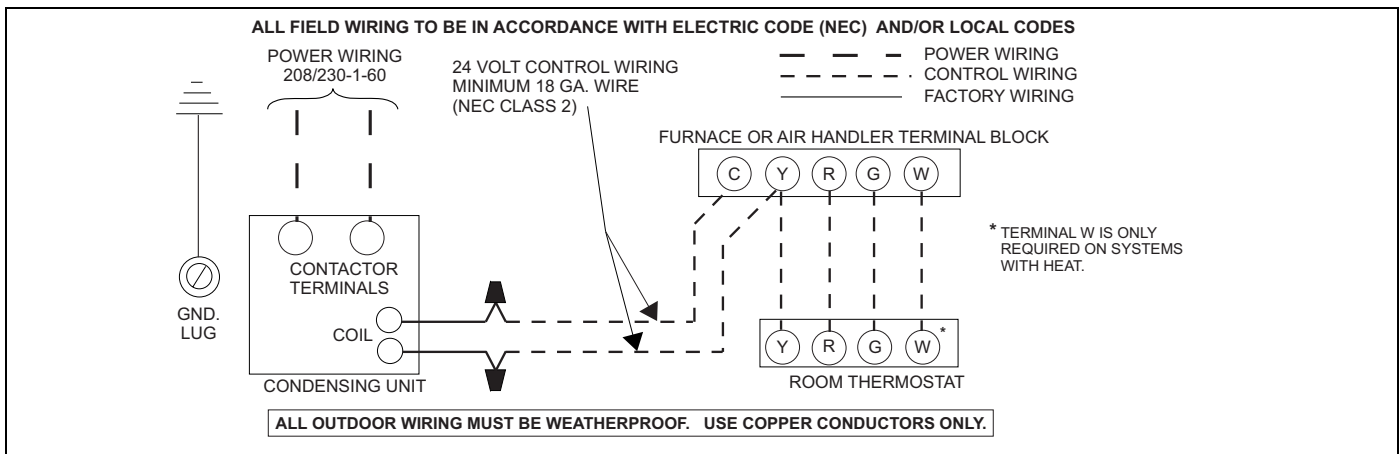 ALL FIELD WIRING TO BE IN ACCORDANCE WITH ELECTRIC CODE (NEC) AND/OR LOCAL CODES
POWER WIRING
208/230-1-60
24 VOLT CONTROL WIRING
MINIMUM 18 GA. WIRE
(NEC CLASS 2)
POWER WIRING
CONTROL WIRING
FACTORY WIRING
FURNACE OR AIR HANDLER TERMINAL BLOCK
C Y R G W
* TERMINAL W IS ONLY
REQUIRED ON SYSTEMS
WITH HEAT.
CONTACTOR
TERMINALS
GND.
LUG
COIL
Y R G W *
CONDENSING UNIT
ROOM THERMOSTAT
ALL OUTDOOR WIRING MUST BE WEATHERPROOF. USE COPPER CONDUCTORS ONLY.